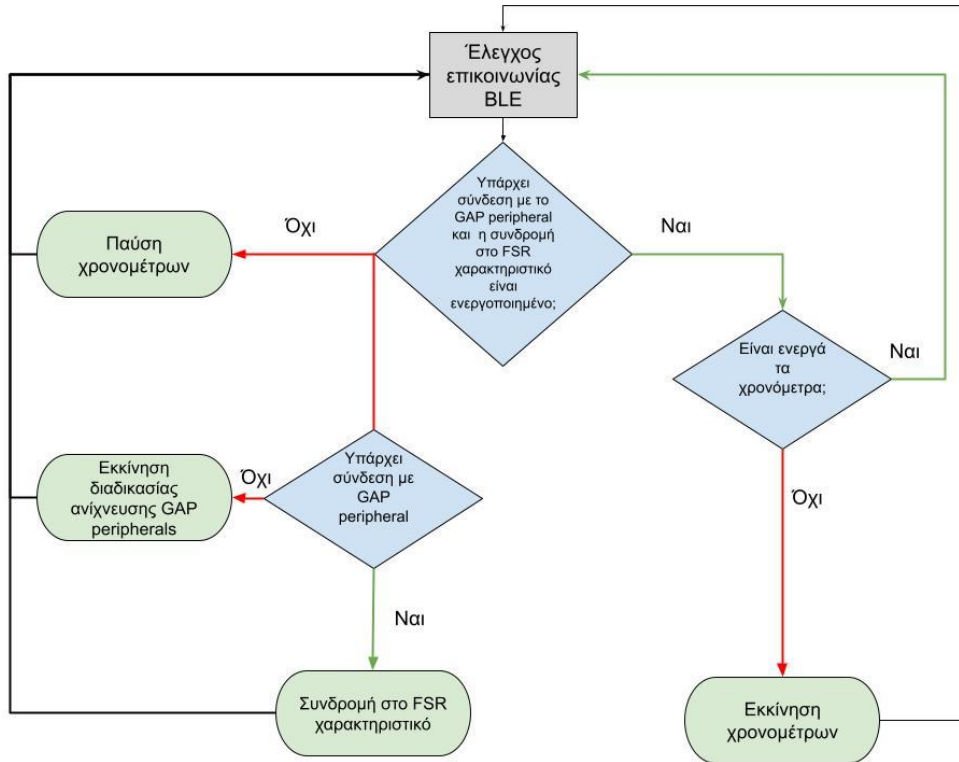 Έλεγχος
επικοινωνίας
BLE
Υπάρχει
σύνδεση με το
GAP peripheral
και η συνδρομή
στο FSR
χαρακτηριστικό
είναι
ενεργοποιημένο;
Όχι
Ναι
Παύση
χρονομέτρων
Είναι ενεργά
τα
χρονόμετρα;
Ναι
Υπάρχει
σύνδεση με
GAP
peripheral
Όχι
Εκκίνηση
διαδικασίας
ανίχνευσης GAP
peripherals
Όχι
Ναι
Συνδρομή στο FSR
χαρακτηριστικό
Εκκίνηση
χρονομέτρων